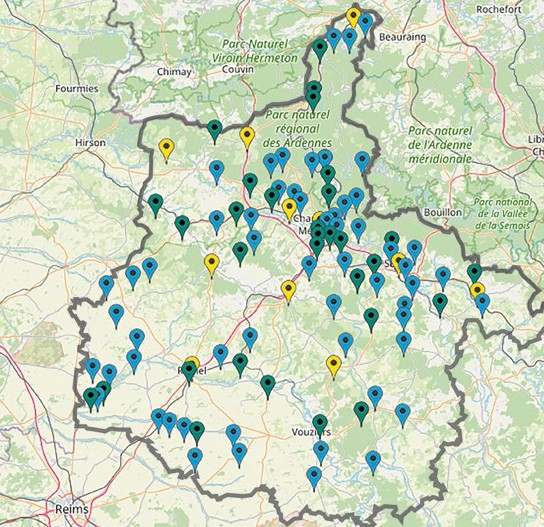 Rochefort
Beauraing
Parc Naturel
Viroin Hermeton
Couvin
Chimay
Fourmies
Parc naturel
régional
des Ardennes
Hirson
Parc naturel
de l'Ardenne
méridionale
Parc national
de la Vallée
de la Semois
Bouillon
Vouziers
Reims